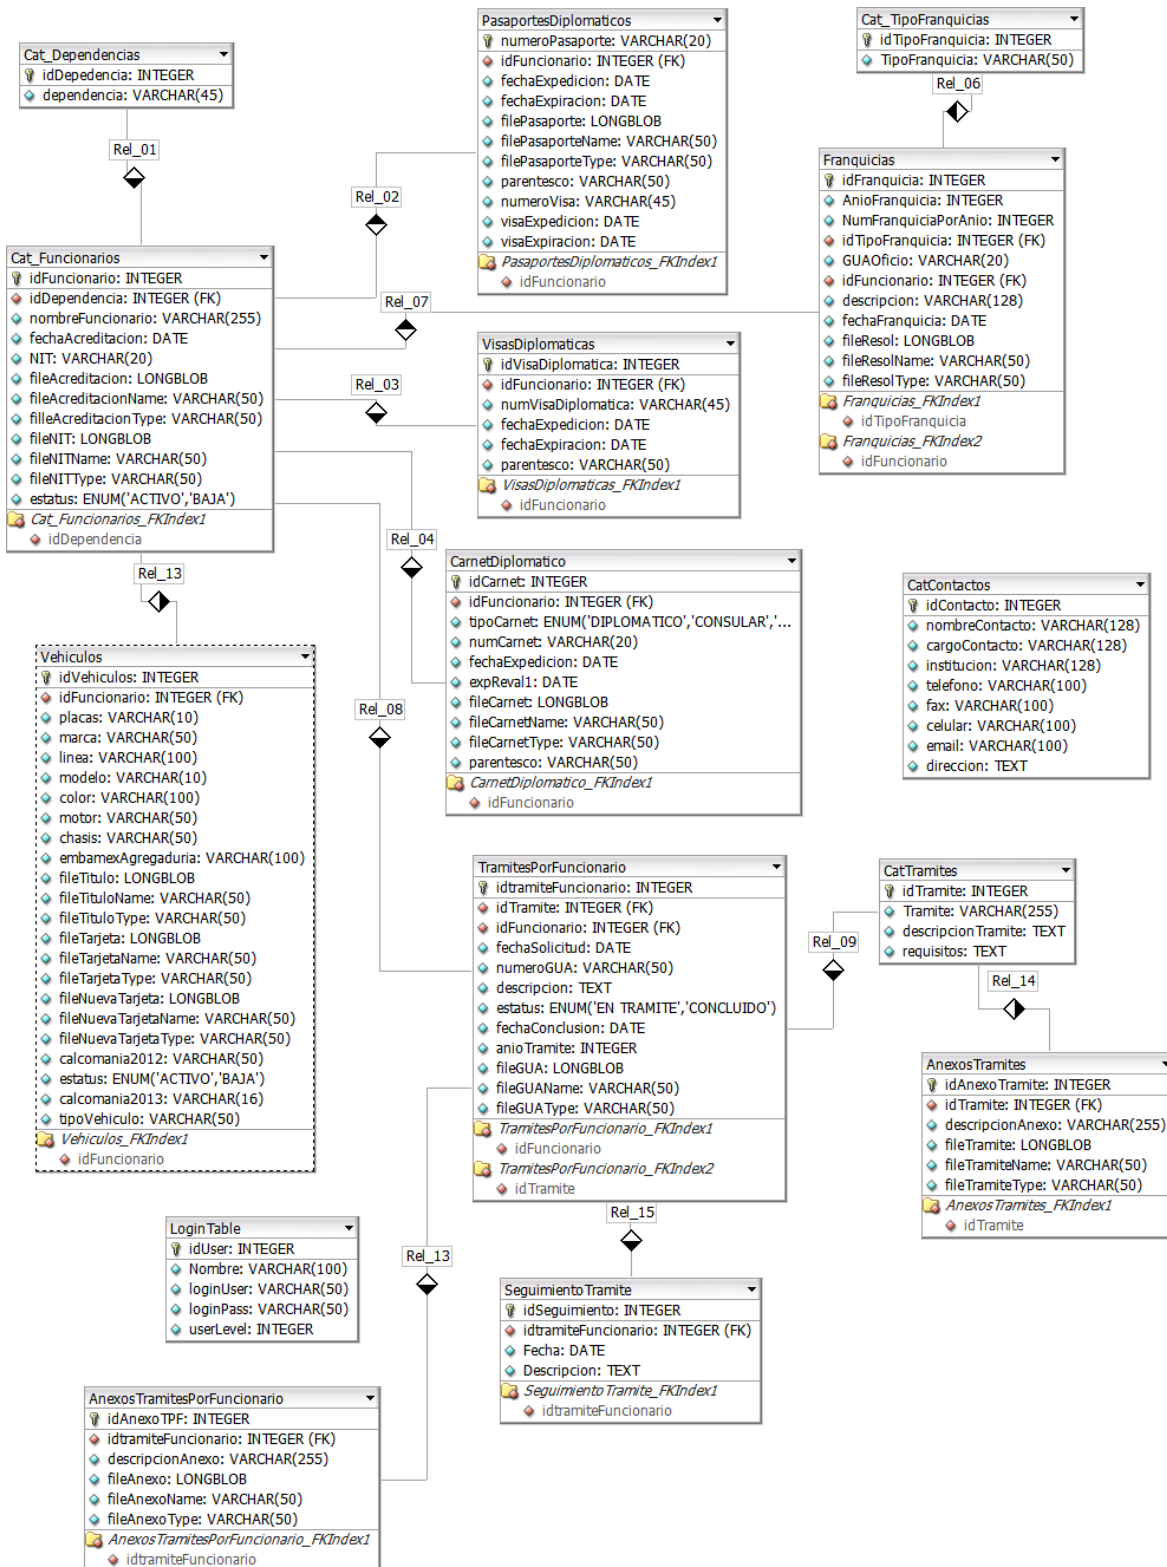 Cat_Dependencias
idDepedencia: INTEGER
dependencia: VARCHAR(45)
Rel_01
PasaportesDiplomaticos
numeroPasaporte: VARCHAR(20)
idFuncionario: INTEGER (FK)
fechaExpedicion: DATE
fechaExpiracion: DATE
filePasaporte: LONGBLOB
filePasaporteName: VARCHAR(50)
filePasaporteType: VARCHAR(50)
parentesco: VARCHAR(50)
numeroVisa: VARCHAR(45)
visaExpedicion: DATE
visaExpiracion: DATE
PasaportesDiplomaticos_FKIndex1
idFuncionario
Cat_TipoFranquicias
idTipoFranquicia: INTEGER
TipoFranquicia: VARCHAR(50)
Rel_06
Rel_02
Franquicias
idFranquicia: INTEGER
AnioFranquicia: INTEGER
NumFranquiciaPorAnio: INTEGER
idTipoFranquicia: INTEGER (FK)
GUAOficio: VARCHAR(20)
idFuncionario: INTEGER (FK)
descripcion: VARCHAR(128)
fechaFranquicia: DATE
fileResol: LONGBLOB
fileResolName: VARCHAR(50)
fileResolType: VARCHAR(50)
Franquicias_FKIndex1
idTipoFranquicia
Franquicias_FKIndex2
idFuncionario
Cat_Funcionarios
idFuncionario: INTEGER
idDependencia: INTEGER (FK)
nombreFuncionario: VARCHAR(255)
fechaAcreditacion: DATE
NIT: VARCHAR(20)
fileAcreditacion: LONGBLOB
fileAcreditacionName: VARCHAR(50)
filleAcreditacionType: VARCHAR(50)
fileNIT: LONGBLOB
fileNITName: VARCHAR(50)
fileNITType: VARCHAR(50)
estatus: ENUM('ACTIVO','BAJA')
Cat_Funcionarios_FKIndex1
idDependencia
Rel_07
Rel_03
VisasDiplomaticas
idVisaDiplomatica: INTEGER
idFuncionario: INTEGER (FK)
numVisaDiplomatica: VARCHAR(45)
fechaExpedicion: DATE
fechaExpiracion: DATE
parentesco: VARCHAR(50)
VisasDiplomaticas_FKIndex1
idFuncionario
Rel_04
Rel_13
CarnetDiplomatico
idCarnet: INTEGER
idFuncionario: INTEGER (FK)
tipoCarnet: ENUM('DIPLOMATICO','CONSULAR','...
numCarnet: VARCHAR(20)
fechaExpedicion: DATE
expReval1: DATE
fileCarnet: LONGBLOB
fileCarnetName: VARCHAR(50)
fileCarnetType: VARCHAR(50)
parentesco: VARCHAR(50)
CarnetDiplomatico_FKIndex1
idFuncionario
CatContactos
idContacto: INTEGER
nombreContacto: VARCHAR(128)
cargoContacto: VARCHAR(128)
institucion: VARCHAR(128)
telefono: VARCHAR(100)
fax: VARCHAR(100)
celular: VARCHAR(100)
email: VARCHAR(100)
direccion: TEXT
Vehiculos
idVehiculos: INTEGER
idFuncionario: INTEGER (FK)
placas: VARCHAR(10)
marca: VARCHAR(50)
linea: VARCHAR(100)
modelo: VARCHAR(10)
color: VARCHAR(100)
motor: VARCHAR(50)
chasis: VARCHAR(50)
embamexAgregaduria: VARCHAR(100)
fileTitulo: LONGBLOB
fileTituloName: VARCHAR(50)
fileTituloType: VARCHAR(50)
fileTarjeta: LONGBLOB
fileTarjetaName: VARCHAR(50)
fileTarjetaType: VARCHAR(50)
fileNuevaTarjeta: LONGBLOB
fileNuevaTarjetaName: VARCHAR(50)
fileNuevaTarjetaType: VARCHAR(50)
calcomania2012: VARCHAR(50)
estatus: ENUM('ACTIVO','BAJA')
calcomania2013: VARCHAR(16)
tipoVehiculo: VARCHAR(50)
Vehiculos_FKIndex1
idFuncionario
Rel_08
TramitesPorFuncionario
idtramiteFuncionario: INTEGER
idTramite: INTEGER (FK)
idFuncionario: INTEGER (FK)
fechaSolicitud: DATE
numeroGUA: VARCHAR(50)
descripcion: TEXT
estatus: ENUM('EN TRAMITE','CONCLUIDO')
fechaConclusion: DATE
anioTramite: INTEGER
fileGUA: LONGBLOB
fileGUAName: VARCHAR(50)
fileGUAType: VARCHAR(50)
TramitesPorFuncionario_FKIndex1
idFuncionario
TramitesPorFuncionario_FKIndex2
idTramite
Rel_09
CatTramites
idTramite: INTEGER
Tramite: VARCHAR(255)
descripcionTramite: TEXT
requisitos: TEXT
Rel_14
AnexosTramites
idAnexoTramite: INTEGER
idTramite: INTEGER (FK)
descripcionAnexo: VARCHAR(255)
fileTramite: LONGBLOB
fileTramiteName: VARCHAR(50)
fileTramiteType: VARCHAR(50)
AnexosTramites_FKIndex1
idTramite
LoginTable
idUser: INTEGER
Nombre: VARCHAR(100)
loginUser: VARCHAR(50)
loginPass: VARCHAR(50)
userLevel: INTEGER
Rel_13
Rel_15
SeguimientoTramite
idSeguimiento: INTEGER
idtramiteFuncionario: INTEGER (FK)
Fecha: DATE
Descripcion: TEXT
SeguimientoTramite_FKIndex1
idtramiteFuncionario
AnexosTramitesPorFuncionario
idAnexoTPF: INTEGER
idtramiteFuncionario: INTEGER (FK)
descripcionAnexo: VARCHAR(255)
fileAnexo: LONGBLOB
fileAnexoName: VARCHAR(50)
fileAnexoType: VARCHAR(50)
AnexosTramitesPorFuncionario_FKIndex1
idtramiteFuncionario